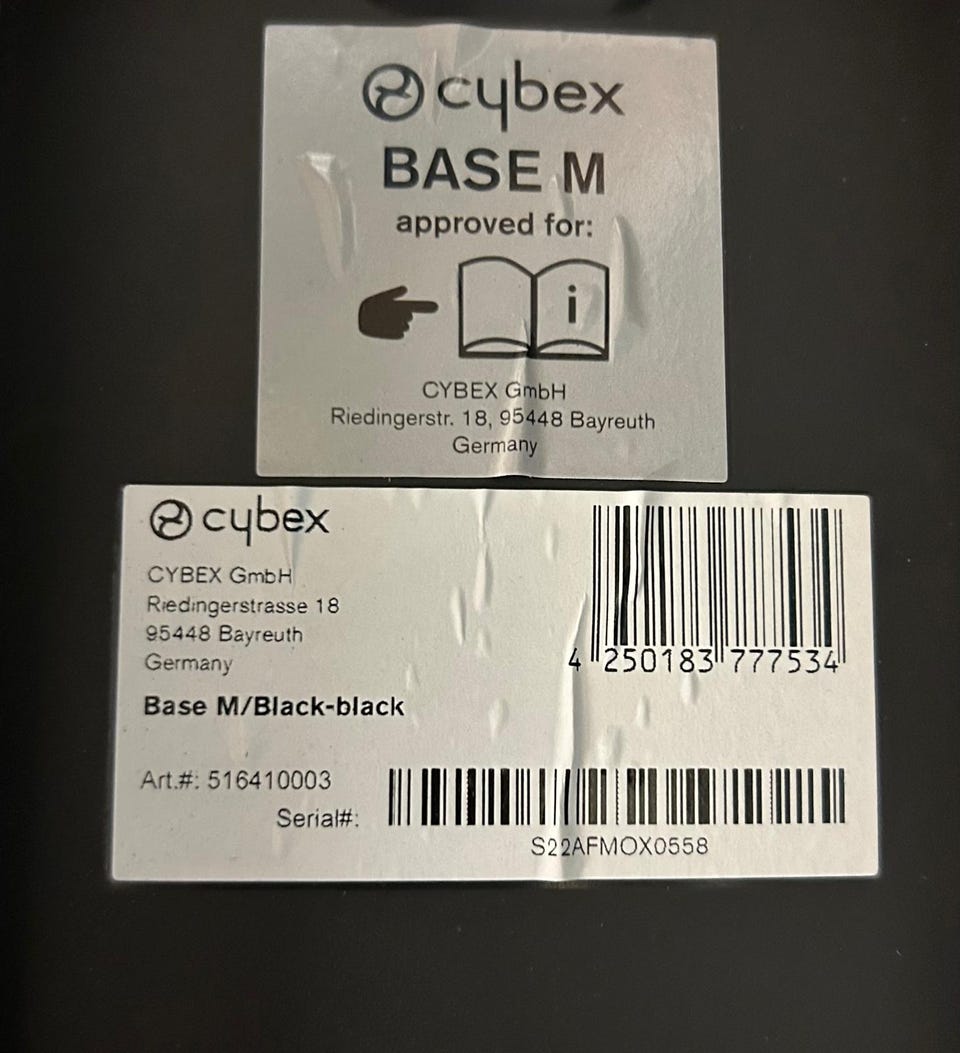 cybex
BASE M
approved for:
i
CYBEX GmbH
Riedingerstr. 18, 95448 Bayreuth
Germany
cybex
CYBEX GmbH
Riedingerstrasse 18
95448 Bayreuth
Germany
4 250183 777534
Base M/Black-black
Art.#: 516410003
Serial#:
S22AFMOX0558